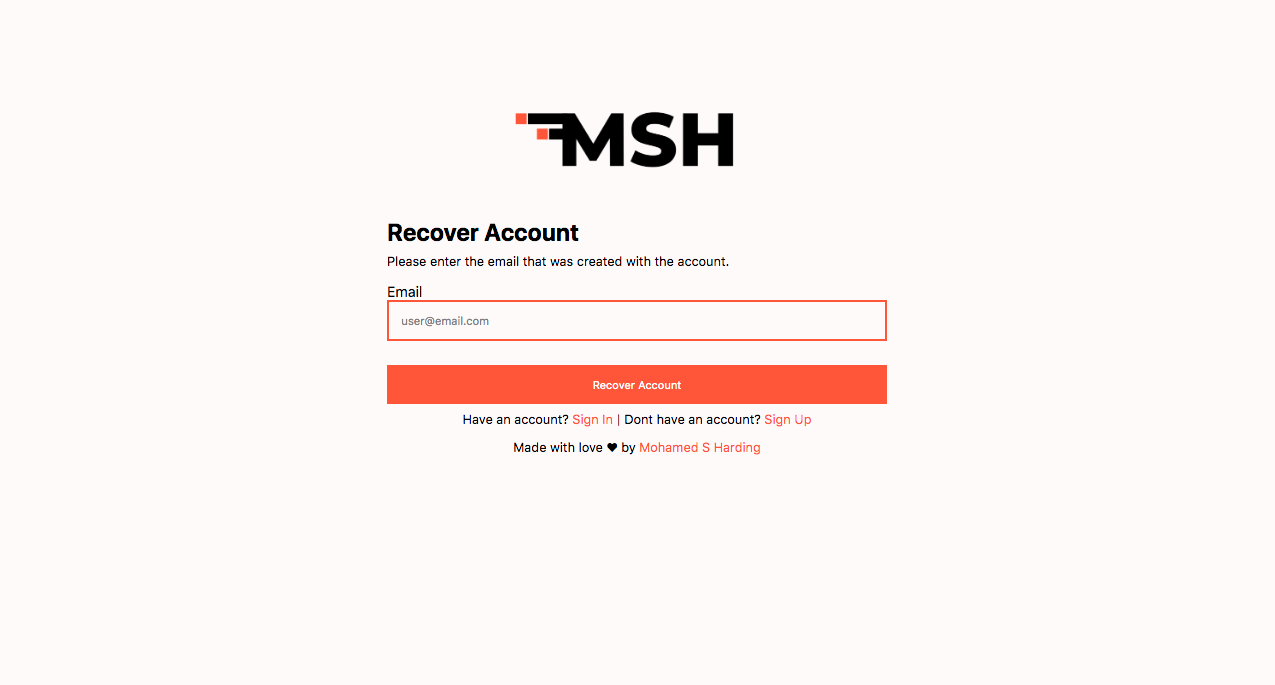 MSH
Recover Account
Please enter the email that was created with the account.
Email
user@email.com
Recover Account
Have an account? Sign In | Dont have an account? Sign Up
Made with love ♥ by Mohamed S Harding